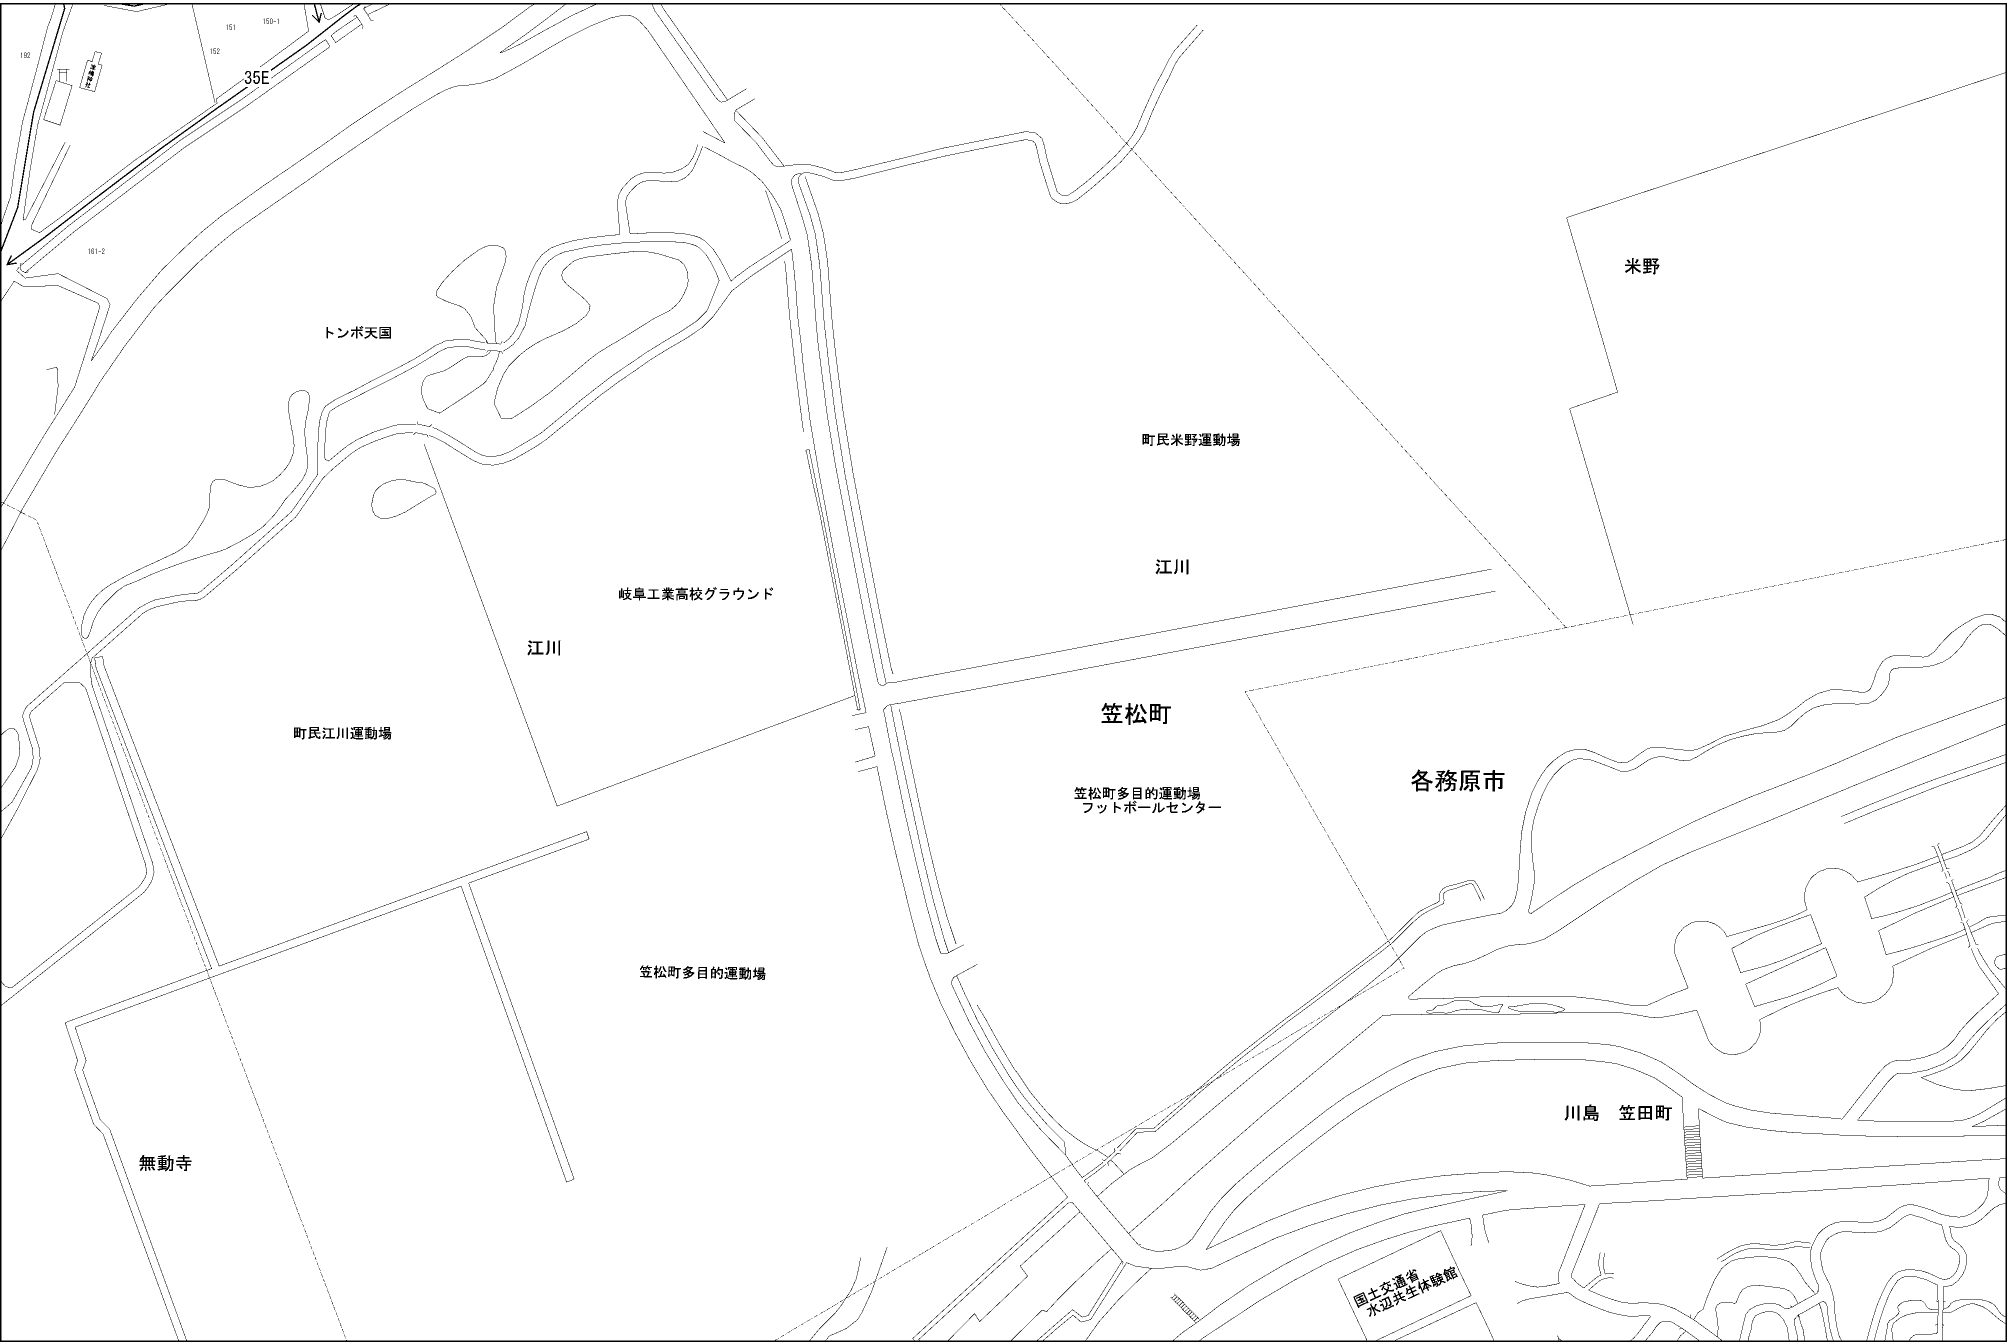 150-1
151
152
192
35E
161-2
米野
トンボ天国
町民米野運動場
江川
岐阜工業高校グラウンド
江川
笠松町
町民江川運動場
各務原市
笠松町多目的運動場
フットボールセンター
笠松町多目的運動場
川島　笠田町
無動寺
国土交通省
水辺共生体験館